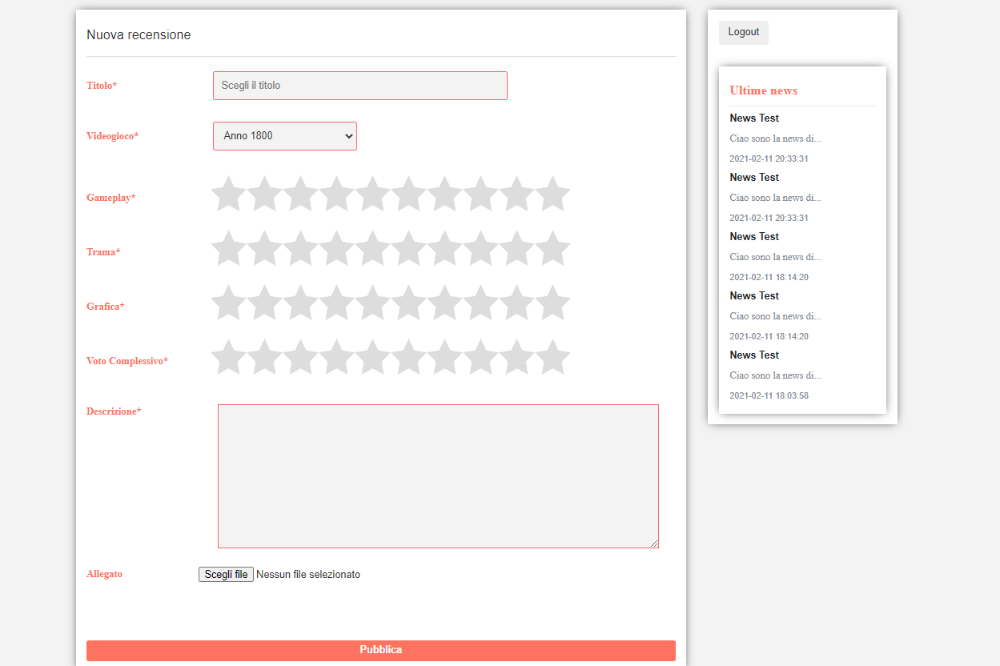 Nuova recensione
Titolo*
Scegli il titolo
Videogioco*
Anno 1800
Gameplay*
Trama*
Grafica*
Voto Complessivo*
Descrizione*
Allegato
Scegli file Nessun file selezionato
Pubblica
Logout
Ultime news
News Test
Ciao sono la news di...
2021-02-11 20:33:31
News Test
Ciao sono la news di...
2021-02-11 20:33:31
News Test
Ciao sono la news di...
2021-02-11 18:14:20
News Test
Ciao sono la news di...
2021-02-11 18:14:20
News Test
Ciao sono la news di...
2021-02-11 18:03:58